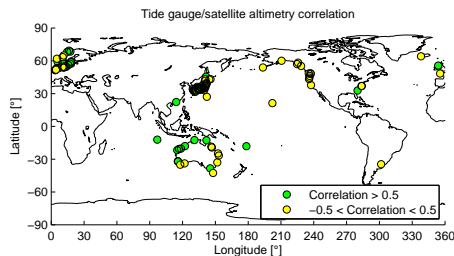 Tide gauge/satellite altimetry correlation
90
60
30
0
−30
−60
−90
Latitude [°]
Correlation > 0.5
−0.5 < Correlation < 0.5
0 30 60 90 120 150 180 210 240 270 300 330 360
Longitude [°]